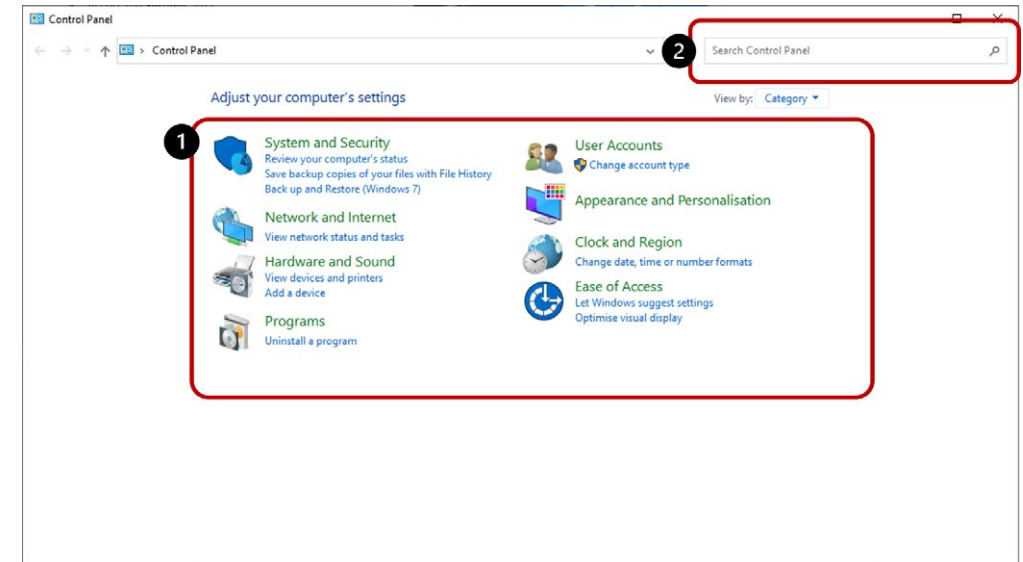 Control Panel
Control Panel
2
Search Control Panel
Adjust your computer's settings
View by: Category
1
System and Security
Review your computer's status
Save backup copies of your files with File History
Back up and Restore (Windows 7)
Network and Internet
View network status and tasks
Hardware and Sound
View devices and printers
Add a device
Programs
Uninstall a program
User Accounts
Change account type
Appearance and Personalisation
Clock and Region
Change date, time or number formats
Ease of Access
Let Windows suggest settings
Optimise visual display